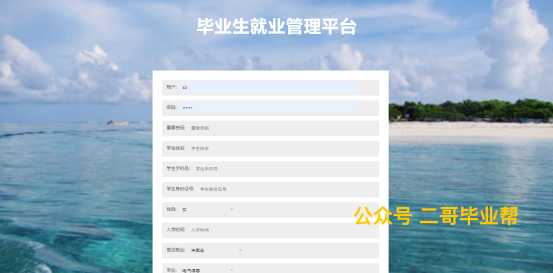 毕业生就业管理平台
账户:
ad
密码:
•••••
重复密码: 重复密码
学生姓名: 学生姓名
学生手机号: 学生手机号
学生身份证号: 学生身份证号
性别: 女
公众号 二哥毕业帮
入学时间: 入学时间
是否就业: 未就业
专业: 电气信息